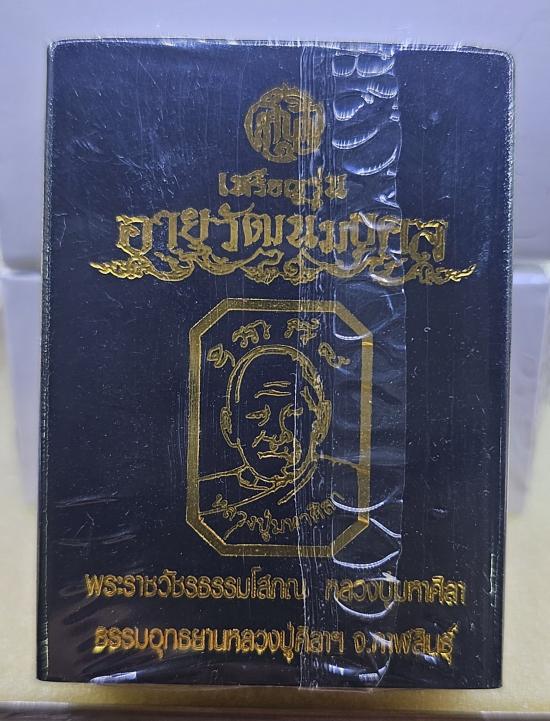 เหรียญรุ่น
อายุวัฒนมงคล
หลวงปู่มหาศิลา
พระราชวัชรธรรมโสภณ หลวงปู่มหาศิลา
ธรรมอุทธยานหลวงปู่ศิลาฯ จ.กาฬสินธุ์